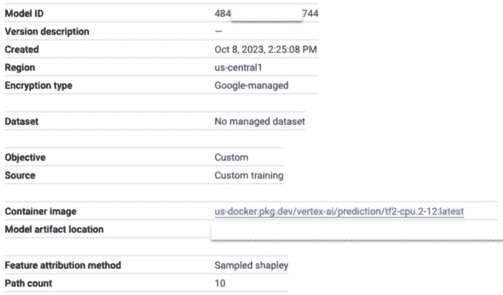 Model ID 484 744
Version description —
Created Oct 8, 2023, 2:25:08 PM
Region us-central1
Encryption type Google-managed
Dataset No managed dataset
Objective Custom
Source Custom training
Container image us-docker.pkg.dev/vertex-ai/prediction/tf2-cpu.2-12:latest
Model artifact location
Feature attribution method Sampled shapley
Path count 10